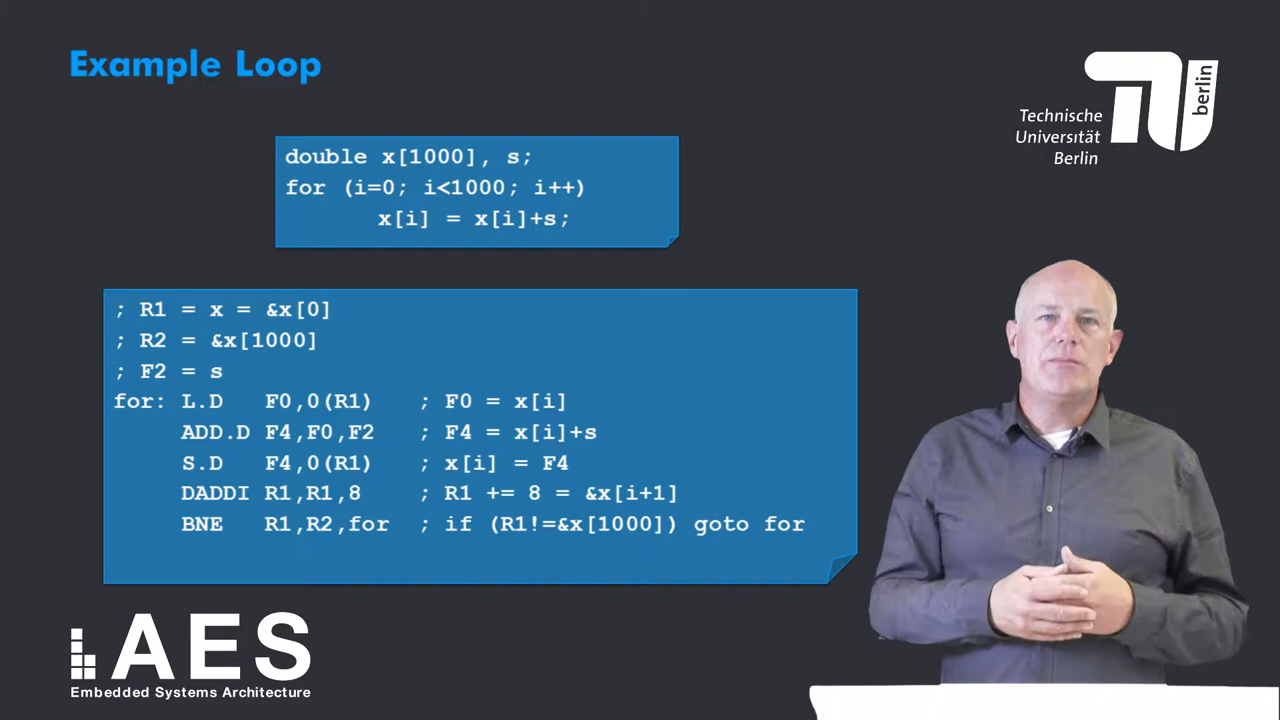 Example Loop
Technische
Universität
Berlin
berlin
double x[1000], s;
for (i=0; i<1000; i++)
x[i] = x[i]+s;
; R1 = x = &x[0]
; R2 = &x[1000]
; F2 = s
for: L.D F0,0(R1) ; F0 = x[i]
ADD.D F4,F0,F2 ; F4 = x[i]+s
S.D F4,0(R1) ; x[i] = F4
DADDI R1,R1,8 ; R1 += 8 = &x[i+1]
BNE R1,R2,for ; if (R1!=&x[1000]) goto for
AES
Embedded Systems Architecture